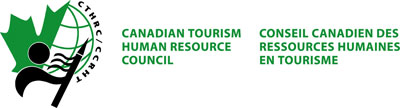 CTHRC/CCRHT
CANADIAN TOURISM
HUMAN RESOURCE
COUNCIL
CONSEIL CANADIEN DES
RESSOURCES HUMAINES
EN TOURISME